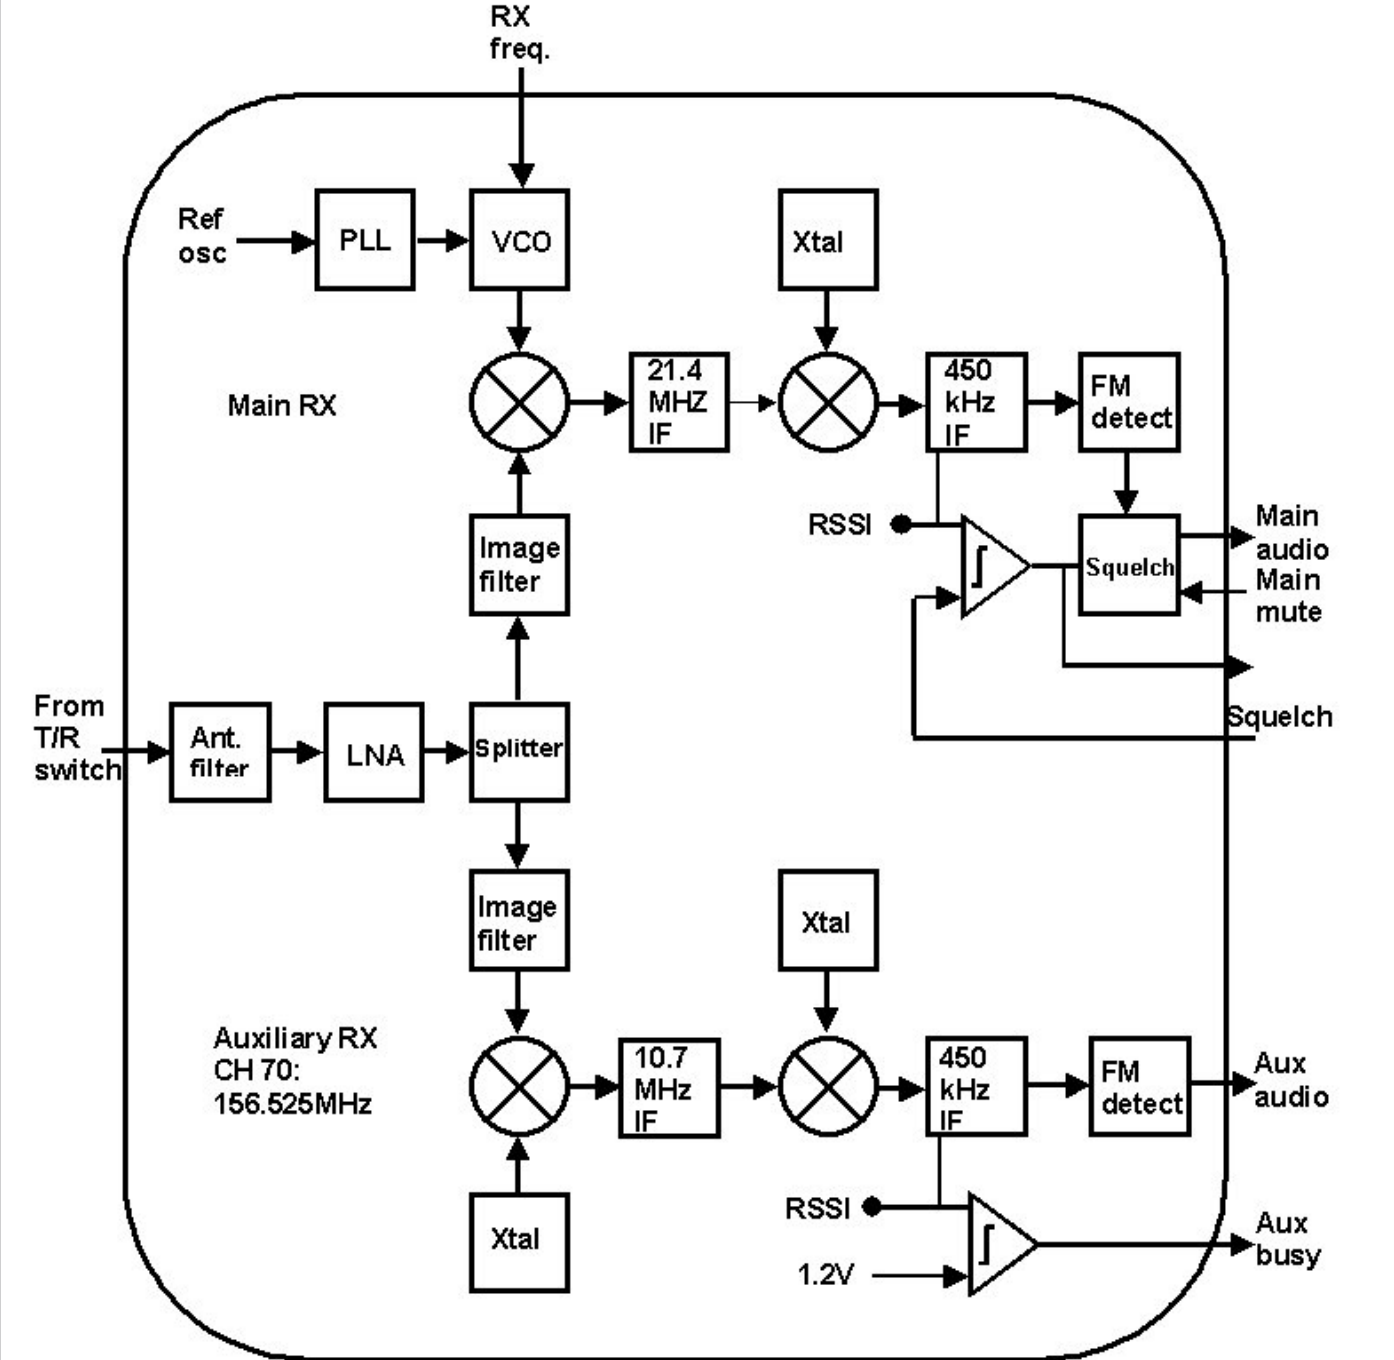 RX
freq.
Ref
osc
PLL
VCO
Xtal
Main RX
21.4
MHZ
IF
450
kHz
IF
FM
detect
Image
filter
RSSI
Squelch
Main
audio
Main
mute
From
T/R
switch
Ant.
filter
LNA
Splitter
Squelch
Image
filter
Xtal
Auxiliary RX
CH 70:
156.525MHz
10.7
MHz
IF
450
kHz
IF
FM
detect
Aux
audio
Xtal
RSSI
1.2V
Aux
busy